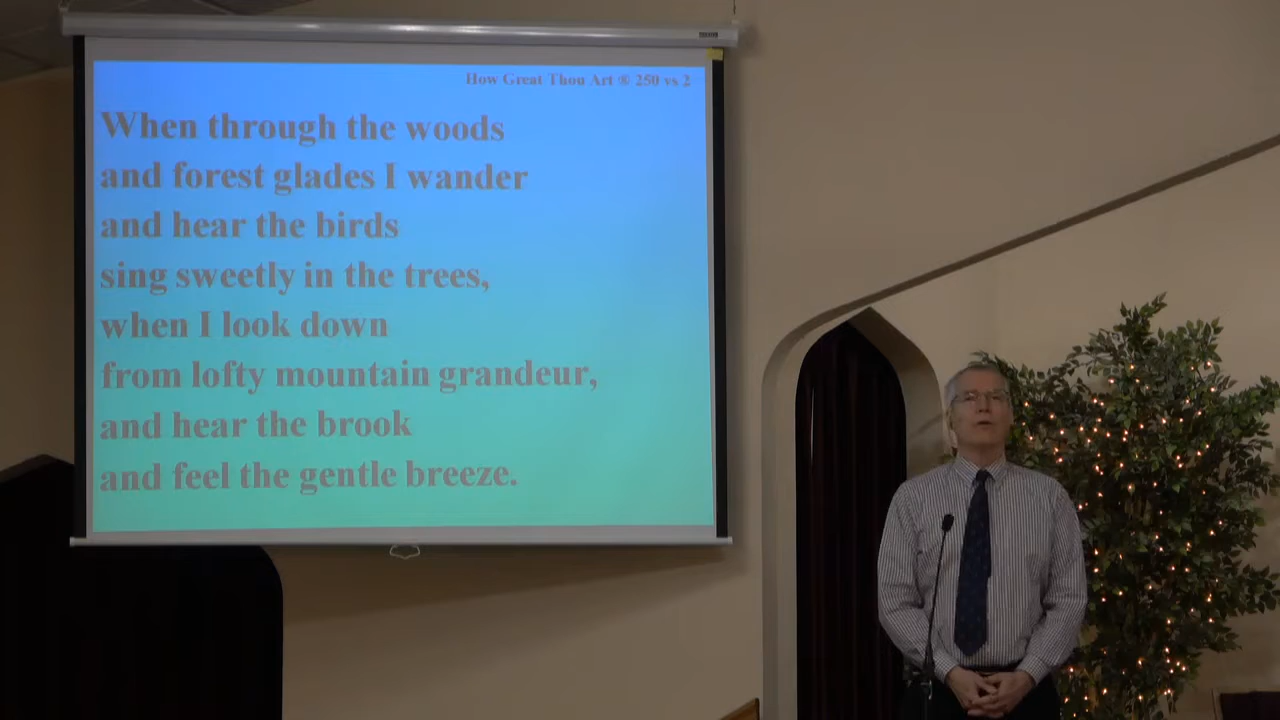 How Great Thou Art ® 250 vs 2
When through the woods
and forest glades I wander
and hear the birds
sing sweetly in the trees,
when I look down
from lofty mountain grandeur,
and hear the brook
and feel the gentle breeze.